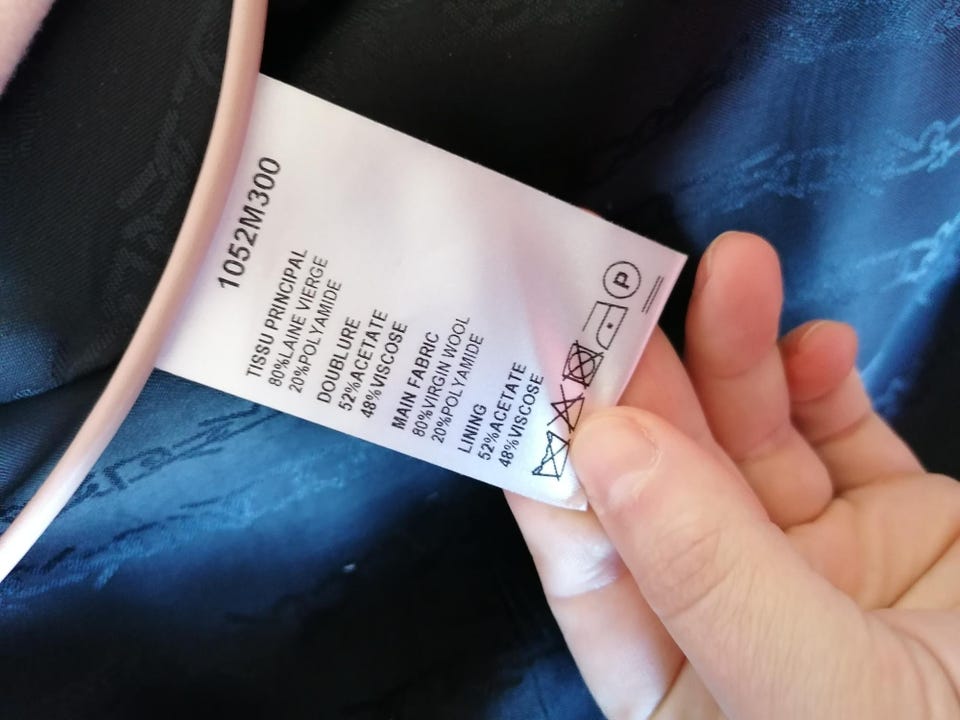 1052M300
TISSU PRINCIPAL
80%LAINE VIERGE
20%POLYAMIDE
DOUBLURE
52%ACETATE
48%VISCOSE
MAIN FABRIC
80%VIRGIN WOOL
20%POLYAMIDE
LINING
52%ACETATE
48%VISCOSE
P